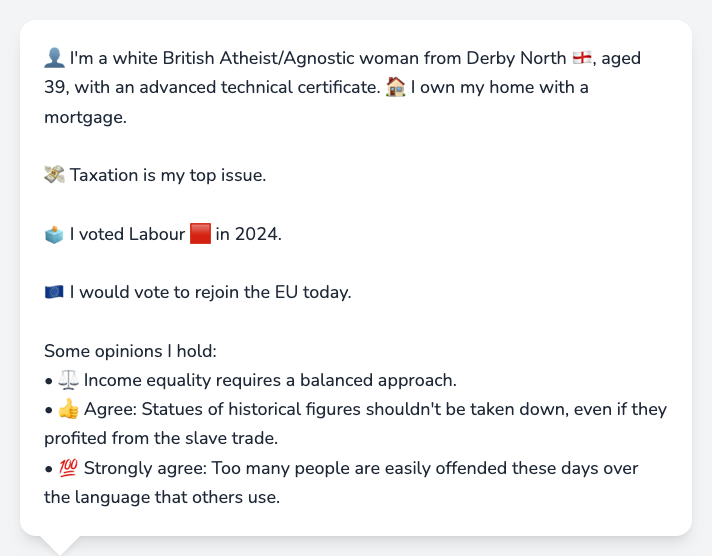 👤 I'm a white British Atheist/Agnostic woman from Derby North 🏴󠁧󠁢󠁥󠁮󠁧󠁿, aged
39, with an advanced technical certificate. 🏠 I own my home with a
mortgage.
💸 Taxation is my top issue.
🗳️ I voted Labour 🟥 in 2024.
🇪🇺 I would vote to rejoin the EU today.
Some opinions I hold:
• ⚖️ Income equality requires a balanced approach.
• 👍 Agree: Statues of historical figures shouldn't be taken down, even if they
profited from the slave trade.
• 💯 Strongly agree: Too many people are easily offended these days over
the language that others use.